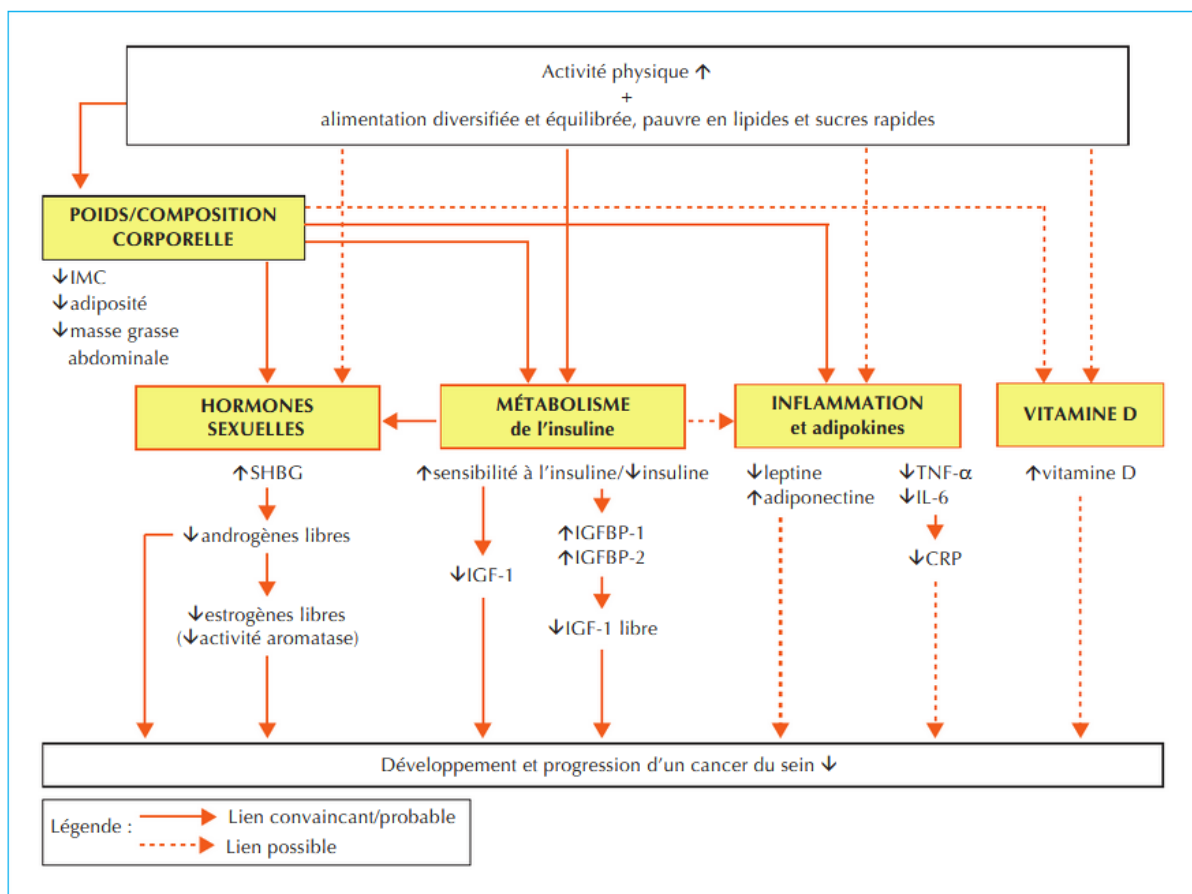 Activité physique ↑
+
alimentation diversifiée et équilibrée, pauvre en lipides et sucres rapides
POIDS/COMPOSITION
CORPORELLE
↓IMC
↓adiposité
↓masse grasse
abdominale
HORMONES
SEXUELLES
↑SHBG
↓androgènes libres
↓estrogènes libres
(↓activité aromatase)
MÉTABOLISME
de l’insuline
↑sensibilité à l’insuline/↓insuline
↓IGF-1
↑IGFBP-1
↑IGFBP-2
↓IGF-1 libre
INFLAMMATION
et adipokines
↓leptine
↑adiponectine
↓TNF-α
↓IL-6
↓CRP
VITAMINE D
↑vitamine D
Développement et progression d’un cancer du sein ↓
Légende :
Lien convaincant/probable
Lien possible